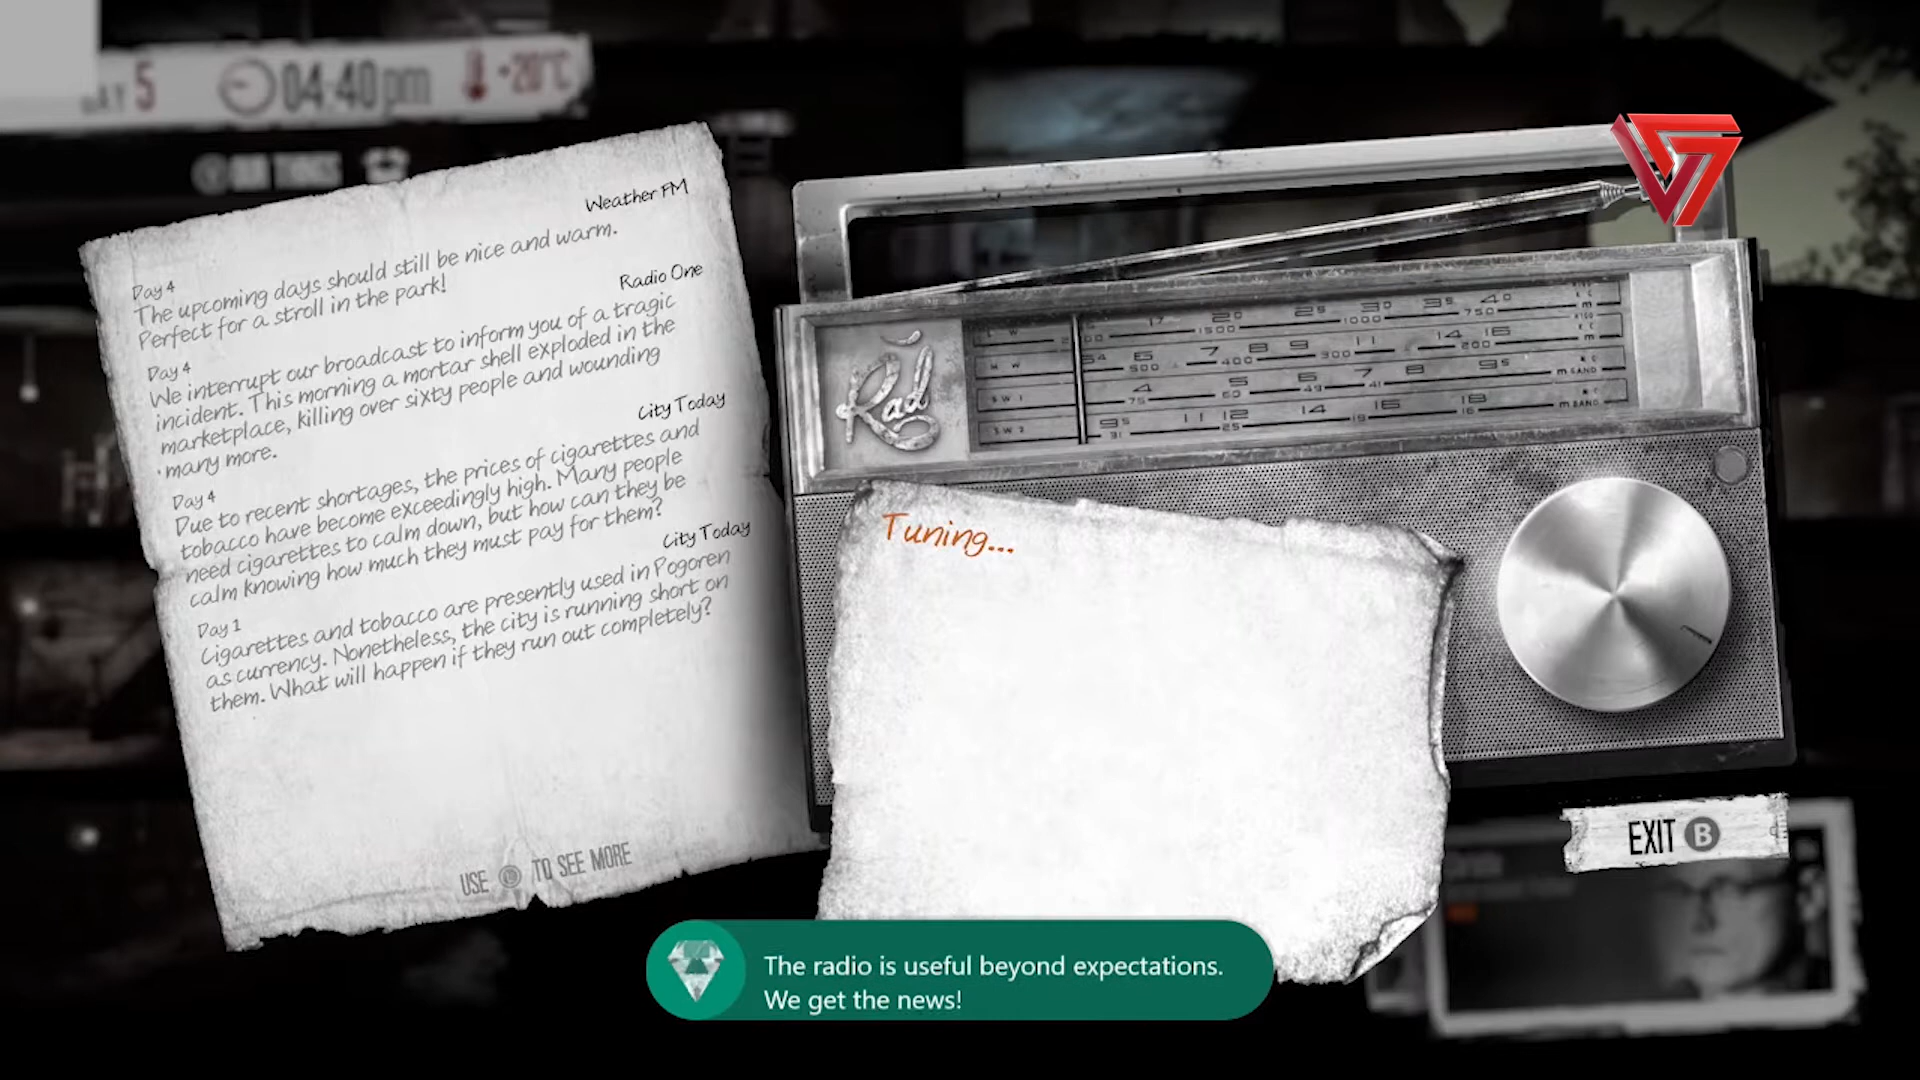 DAY 5
04:40pm
+20°C
OUR THINGS
Weather FM
Day 4
The upcoming days should still be nice and warm.
Perfect for a stroll in the park!
Radio One
Day 4
We interrupt our broadcast to inform you of a tragic
incident. This morning a mortar shell exploded in the
marketplace, killing over sixty people and wounding
many more.
City Today
Day 4
Due to recent shortages, the prices of cigarettes and
tobacco have become exceedingly high. Many people
need cigarettes to calm down, but how can they be
calm knowing how much they must pay for them?
City Today
Day 1
Cigarettes and tobacco are presently used in Pogoren
as currency. Nonetheless, the city is running short on
them. What will happen if they run out completely?
USE L TO SEE MORE
Rad
Tuning...
EXIT B
The radio is useful beyond expectations.
We get the news!